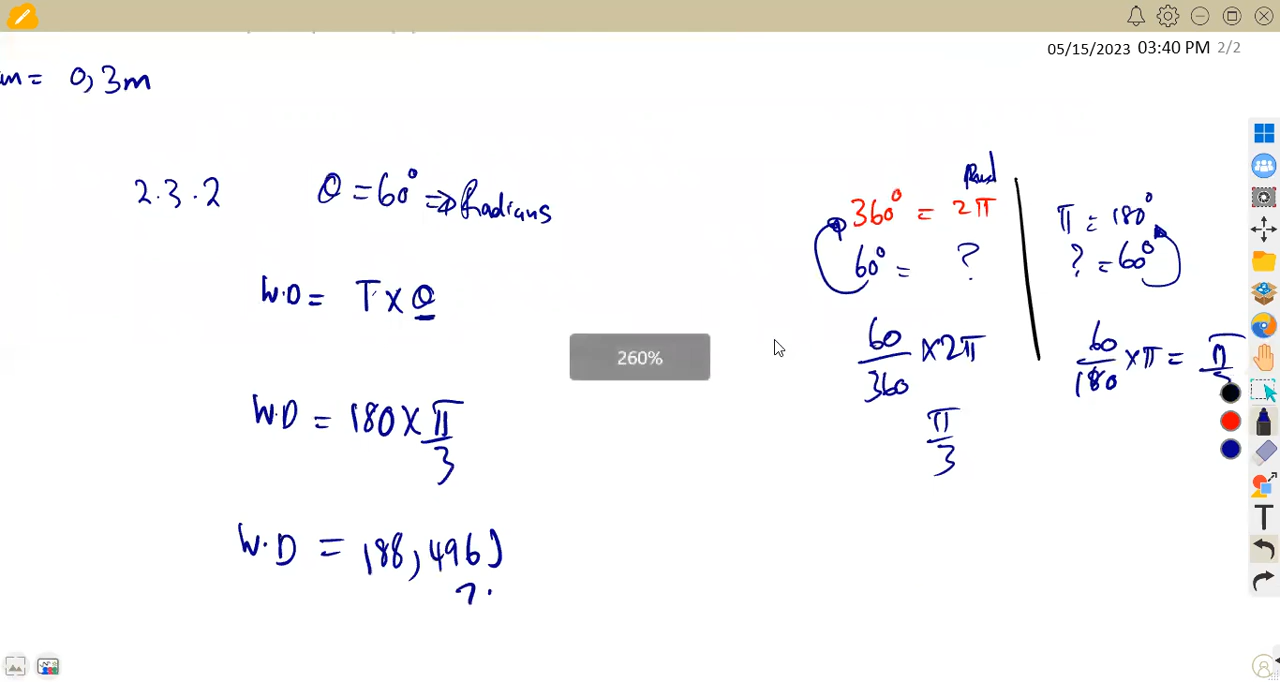 05/15/2023 03:40 PM 2/2
m = 0,3m
2.3.2 θ = 60° => Radians
W.D = T × θ
W.D = 180 × π/3
W.D = 188,496J
Rad
360° = 2π
60° = ?
60/360 × 2π
π/3
π = 180°
? = 60°
60/180 × π = π/3
260%
T